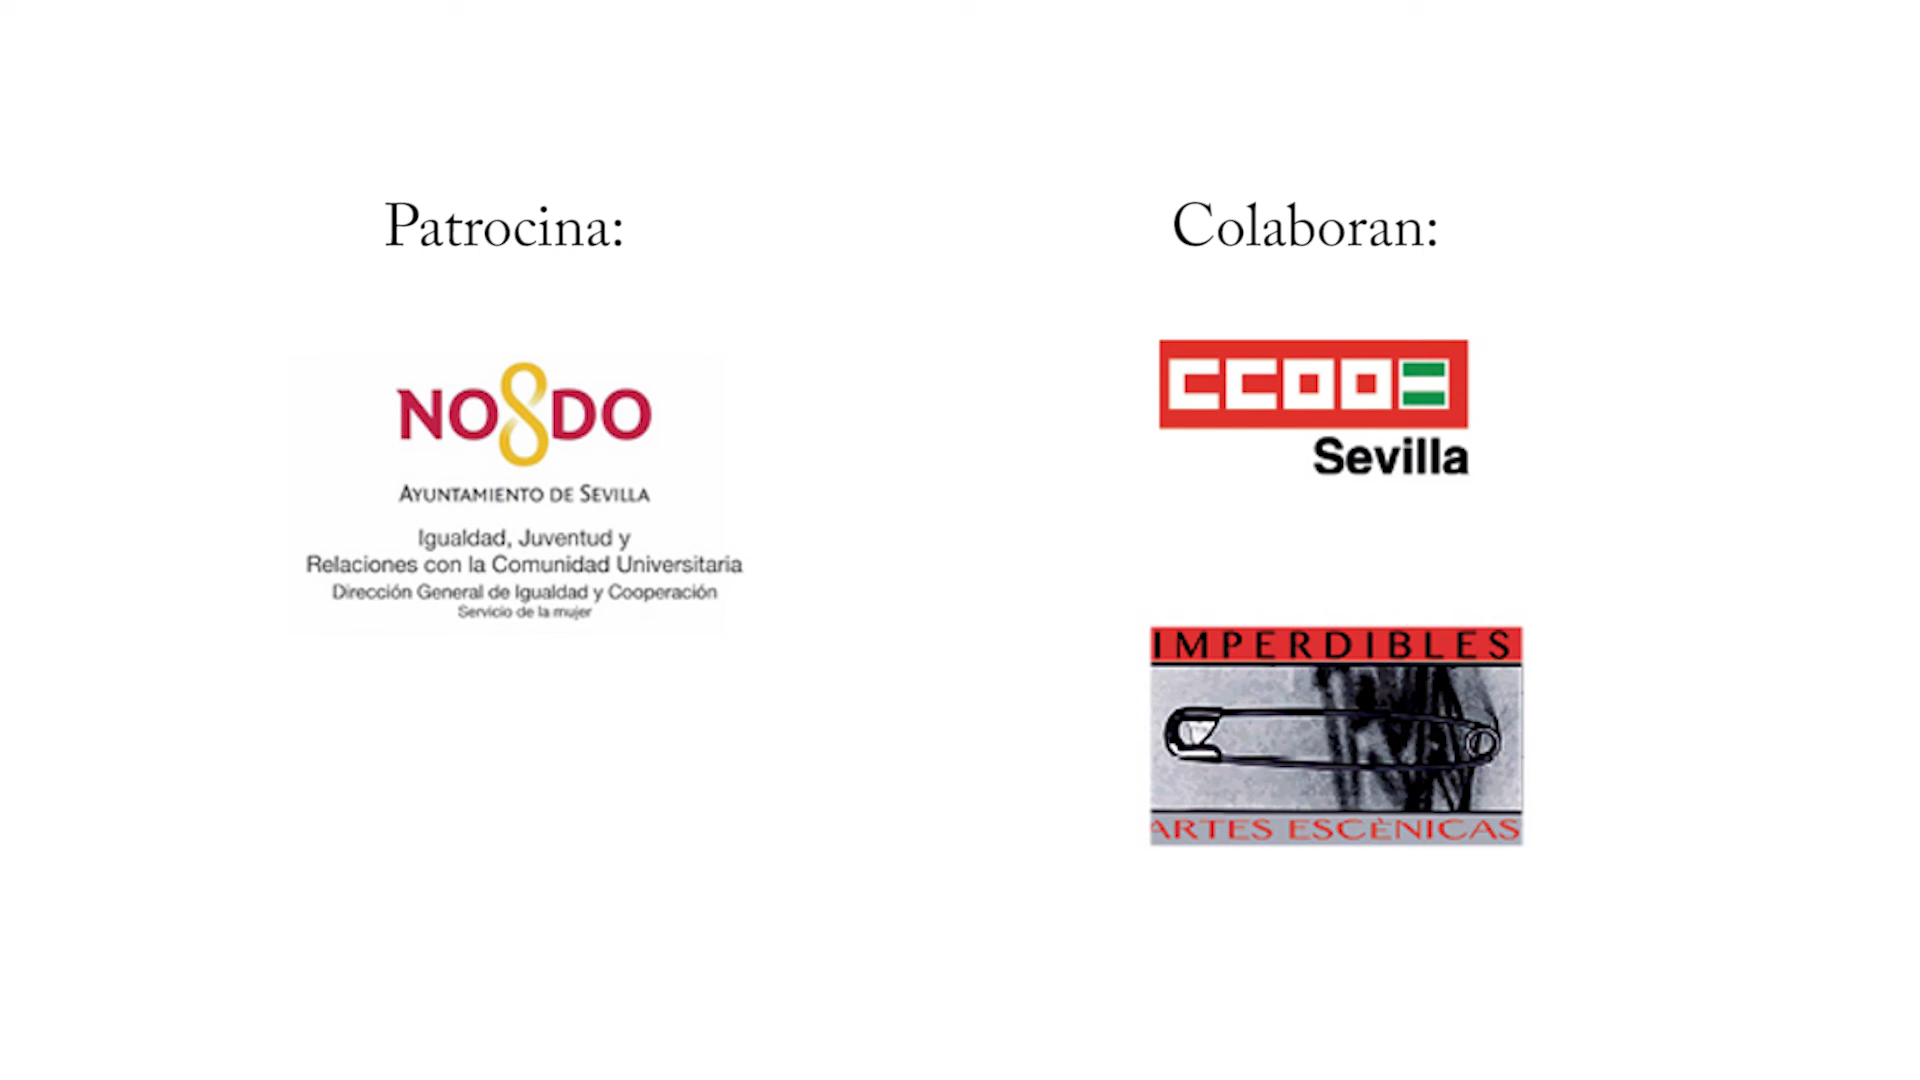 Patrocina:
NO8DO
AYUNTAMIENTO DE SEVILLA
Igualdad, Juventud y
Relaciones con la Comunidad Universitaria
Dirección General de Igualdad y Cooperación
Servicio de la mujer
Colaboran:
CCOO
Sevilla
IMPERDIBLES
ARTES ESCÈNICAS